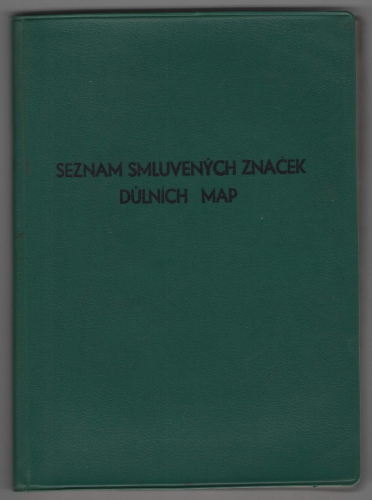 SEZNAM SMLUVENÝCH ZNAČEK
DŮLNÍCH MAP